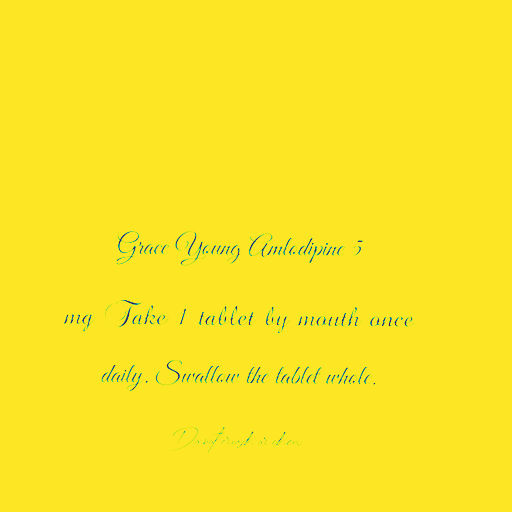 Grace Young Amlodipine 5
mg Take 1 tablet by mouth once
daily. Swallow the tablet whole.